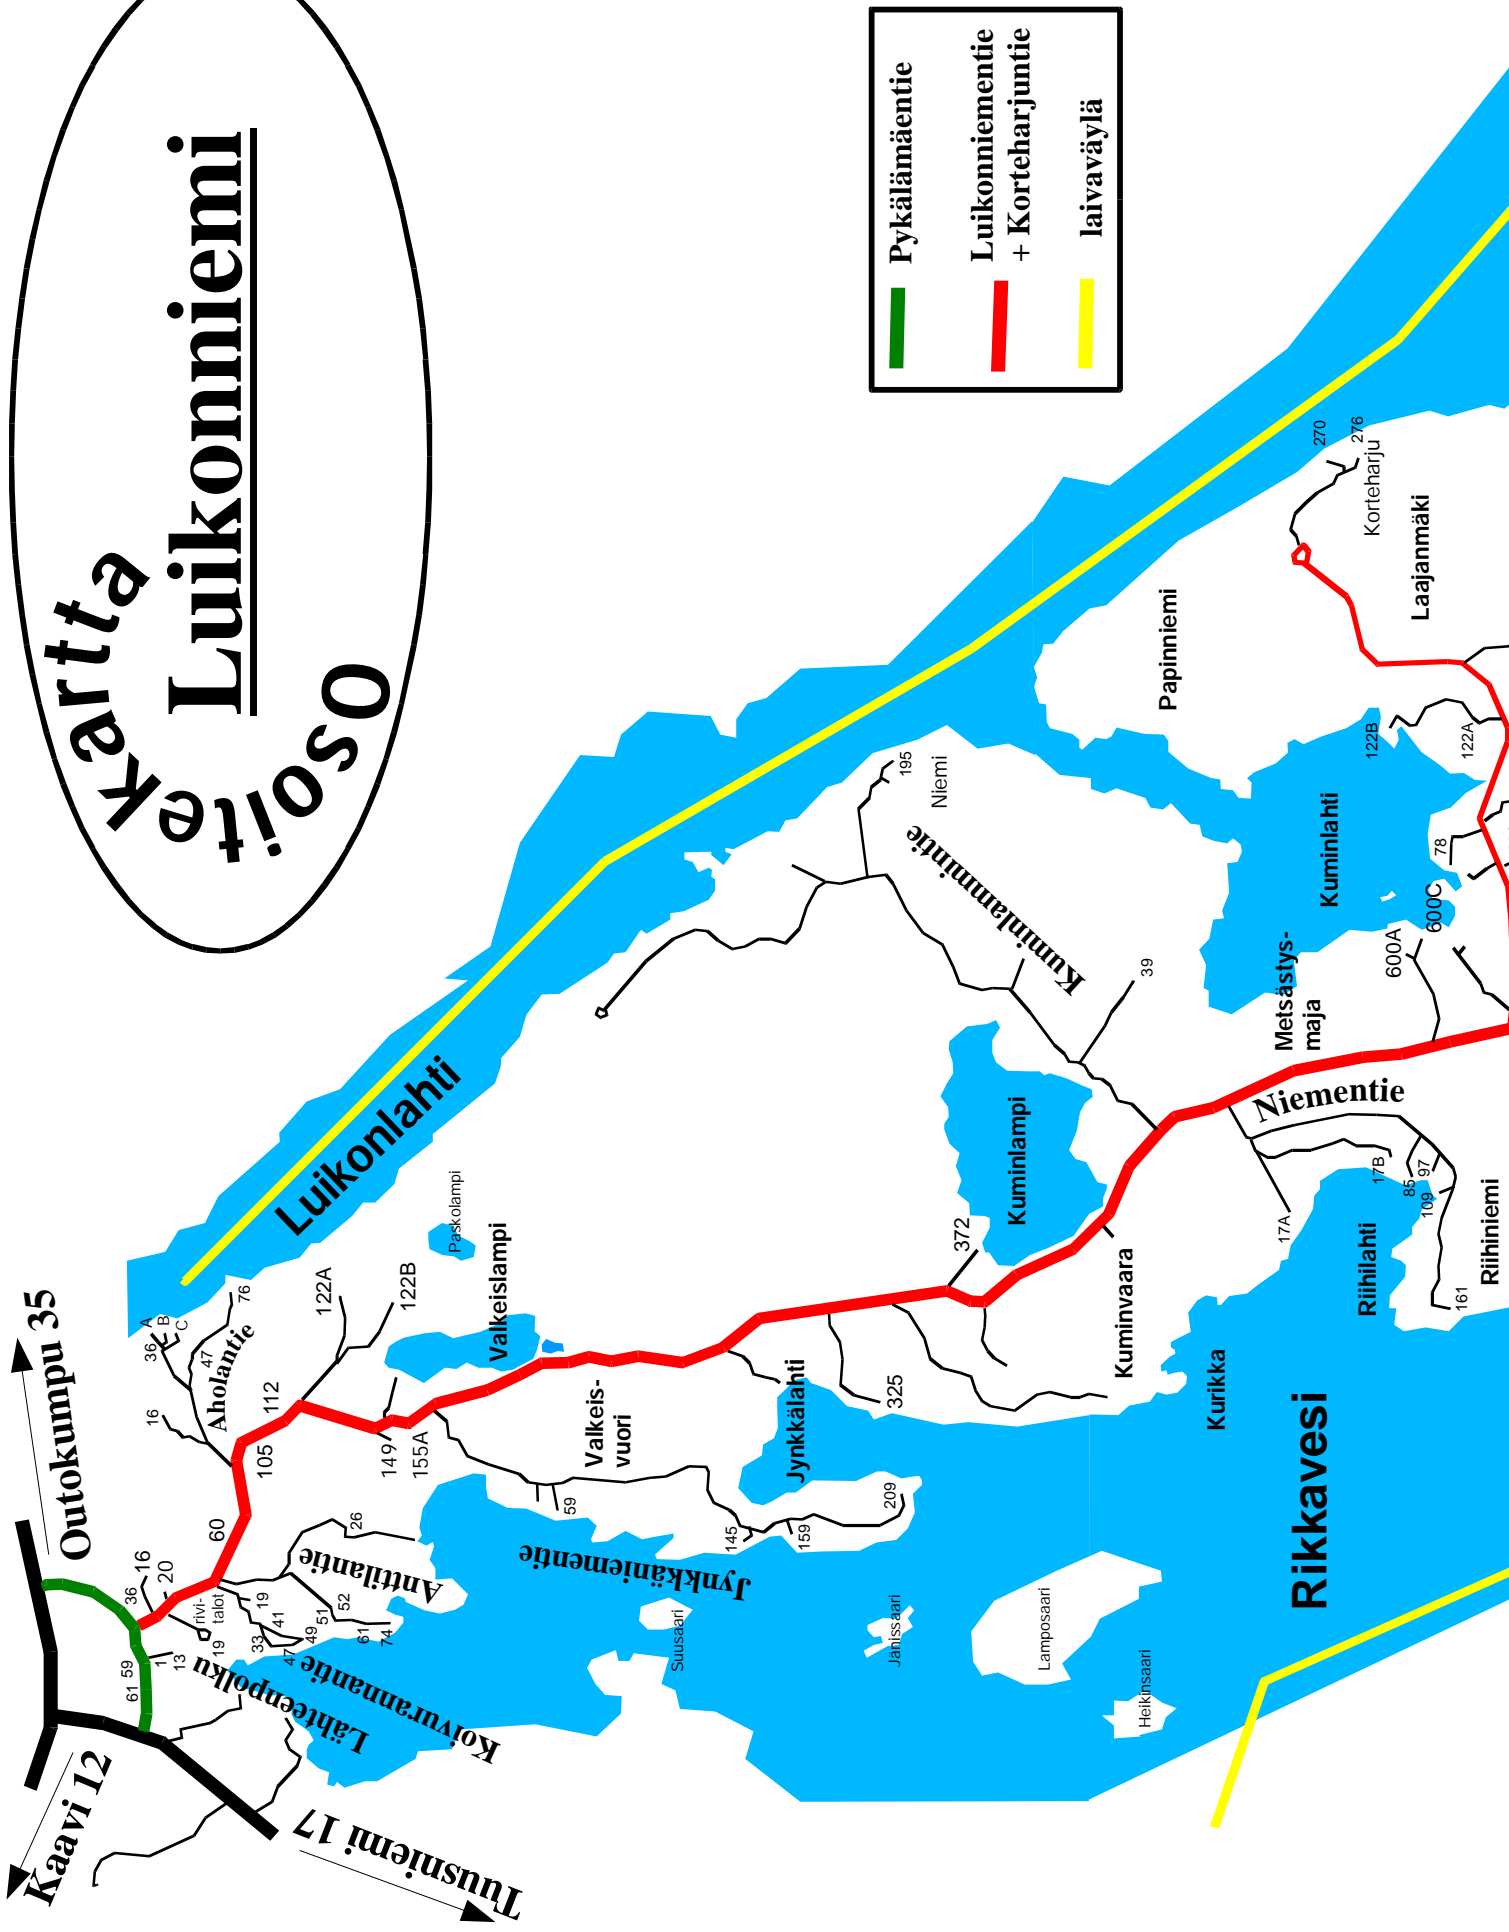 Osoitekartta
Luikonniemi
Pykälämäentie
Luikonniementie
+ Korteharjuntie
laivaväylä
Outokumpu 35
Kaavi 12
Tuusniemi 17
Luikonlahti
A
B
C
36
76
47
Aholantie
16
112
105
122A
122B
Paskolampi
Valkeislampi
149
155A
60
16
20
36
rivi-
talot
19
59
61
1
13
26
Anttilantie
19
41
33
47
49
51
52
61
74
Lähteenpolku
Koivurannantie
Jynkkäniementie
Valkeis-
vuori
59
145
159
209
Jynkkälahti
325
372
Kuminlampi
Kuminvaara
Kuminlammintie
39
195
Niemi
Papinniemi
Kuminlahti
Metsästys-
maja
600A
600C
78
122B
122A
270
276
Korteharju
Laajanmäki
Niementie
17A
17B
85
97
109
161
Riihilahti
Riihiniemi
Kurikka
Rikkavesi
Suusaari
Jänissaari
Lamposaari
Heikinsaari